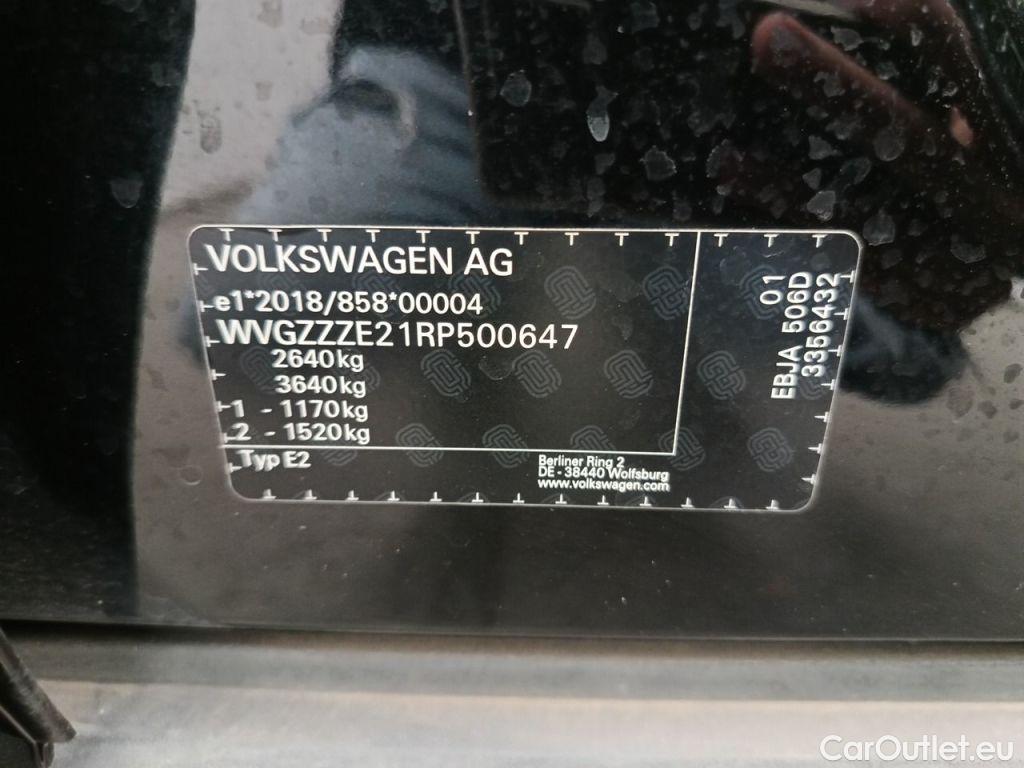 VOLKSWAGEN AG
e1*2018/858*00004
WVGZZZE21RP500647
2640kg
3640kg
1 - 1170kg
2 - 1520kg
Typ E2
Berliner Ring 2
DE - 38440 Wolfsburg
www.volkswagen.com
01
EBJA 506D
3356432
CarOutlet.eu